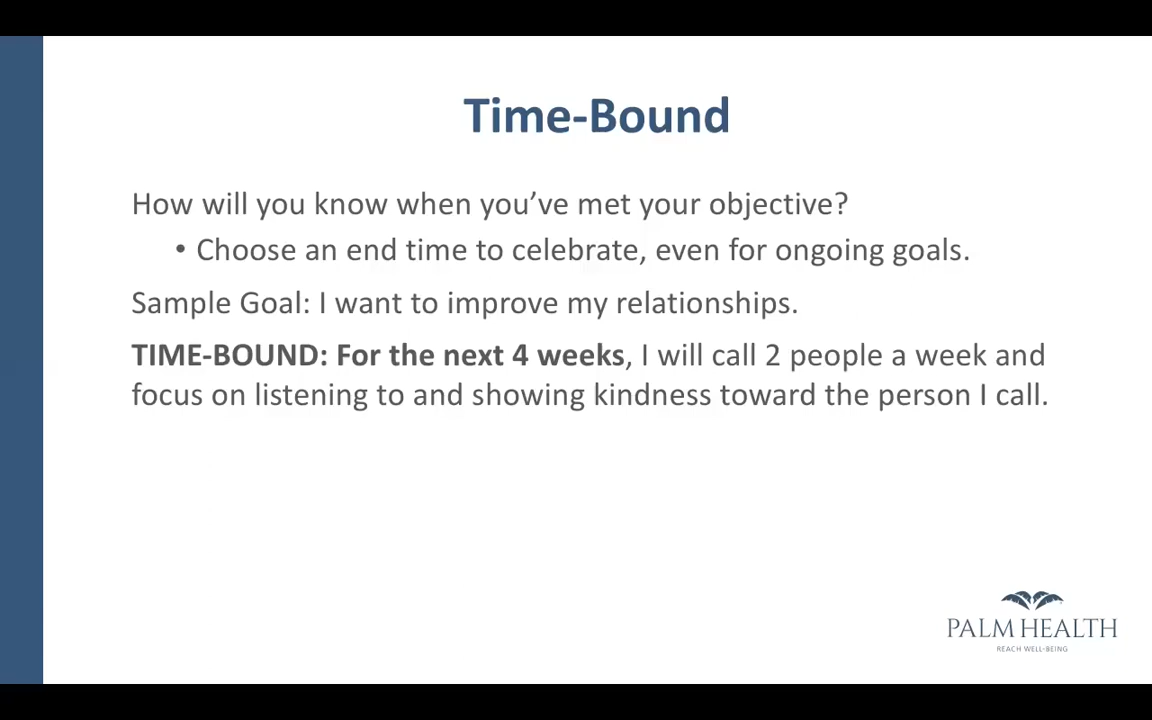 Time-Bound
How will you know when you’ve met your objective?
• Choose an end time to celebrate, even for ongoing goals.
Sample Goal: I want to improve my relationships.
TIME-BOUND: For the next 4 weeks, I will call 2 people a week and
focus on listening to and showing kindness toward the person I call.
PALM HEALTH
REACH WELL-BEING